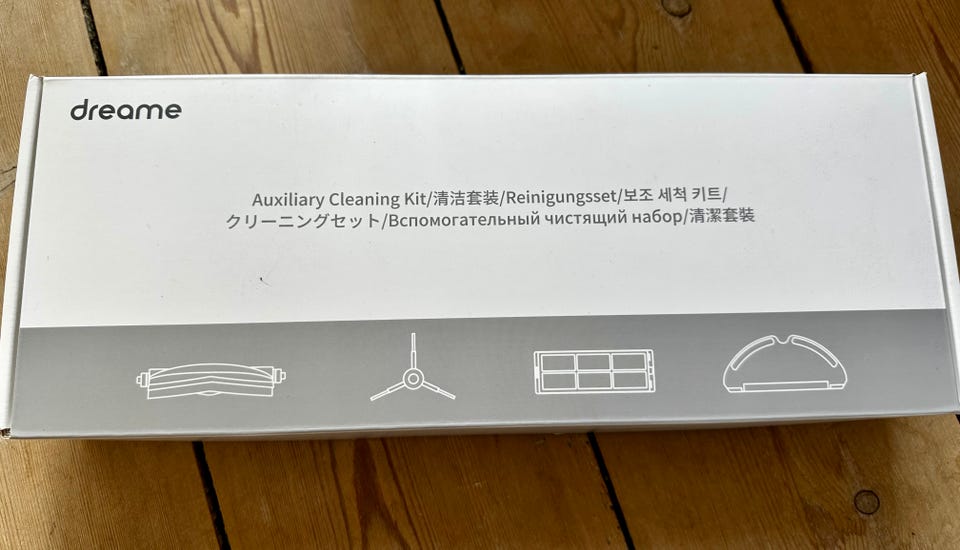 dreame
Auxiliary Cleaning Kit/清洁套装/Reinigungsset/보조 세척 키트/
クリーニングセット/Вспомогательный чистящий набор/清潔套裝